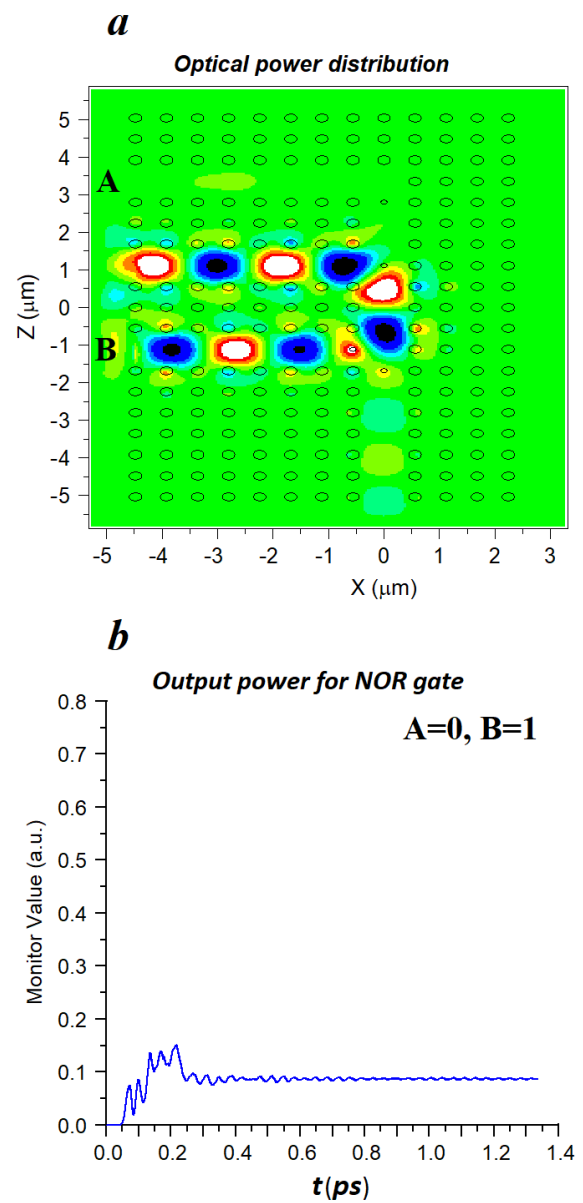 a
Optical power distribution
5
4
A
3
2
1
Z (μm)
0
B
-1
-2
-3
-4
-5
-5 -4 -3 -2 -1 0 1 2 3
X (μm)
b
Output power for NOR gate
0.8
A=0, B=1
0.7
0.6
0.5
Monitor Value (a.u.)
0.4
0.3
0.2
0.1
0.0
0.0 0.2 0.4 0.6 0.8 1.0 1.2 1.4
t(ps)